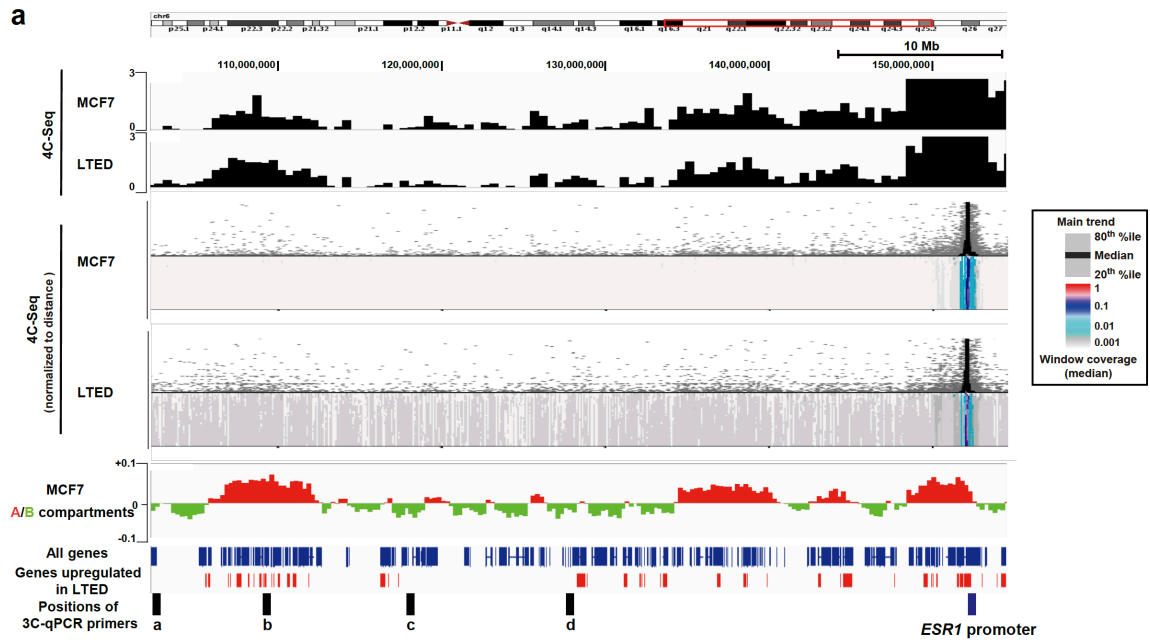 a
chr6
p25.1 p24.1 p22.3 p22.2 p21.32 p21.1 p12.2 p11.1 q12 q13 q14.1 q14.3 q16.1 q16.3 q21 q22.1 q22.32 q23.2 q24.1 q24.3 q25.2 q26 q27
10 Mb
110,000,000 120,000,000 130,000,000 140,000,000 150,000,000
4C-Seq
MCF7
3
0
LTED
3
0
4C-Seq
(normalized to distance)
MCF7
LTED
Main trend
80th %ile
Median
20th %ile
1
0.1
0.01
0.001
Window coverage
(median)
+0.1
MCF7
0
A/B compartments
-0.1
All genes
Genes upregulated
in LTED
Positions of
3C-qPCR primers
a b c d
ESR1 promoter